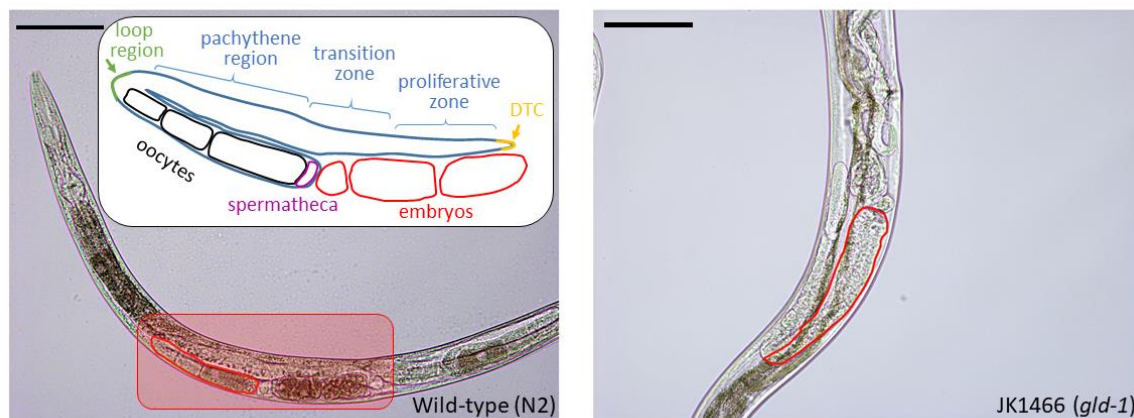 loop
region
pachythene
region
transition
zone
proliferative
zone
DTC
oocytes
spermatheca
embryos
Wild-type (N2)
JK1466 (gld-1)